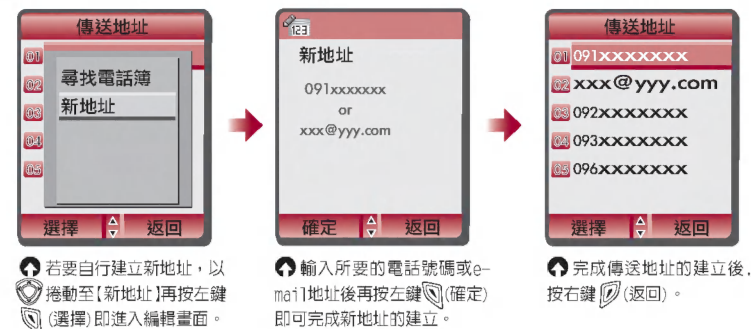 傳送地址
01
02
03
04
05
尋找電話簿
新地址
選擇
返回
若要自行建立新地址，以
捲動至【新地址】再按左鍵
(選擇)即進入編輯畫面。
123
新地址
091xxxxxxx
or
xxx@yyy.com
確定
返回
輸入所要的電話號碼或e-
mail地址後再按左鍵(確定)
即可完成新地址的建立。
傳送地址
01 091xxxxxxx
02 xxx@yyy.com
03 092xxxxxxx
04 093xxxxxxx
05 096xxxxxxx
選擇
返回
完成傳送地址的建立後，
按右鍵(返回)。